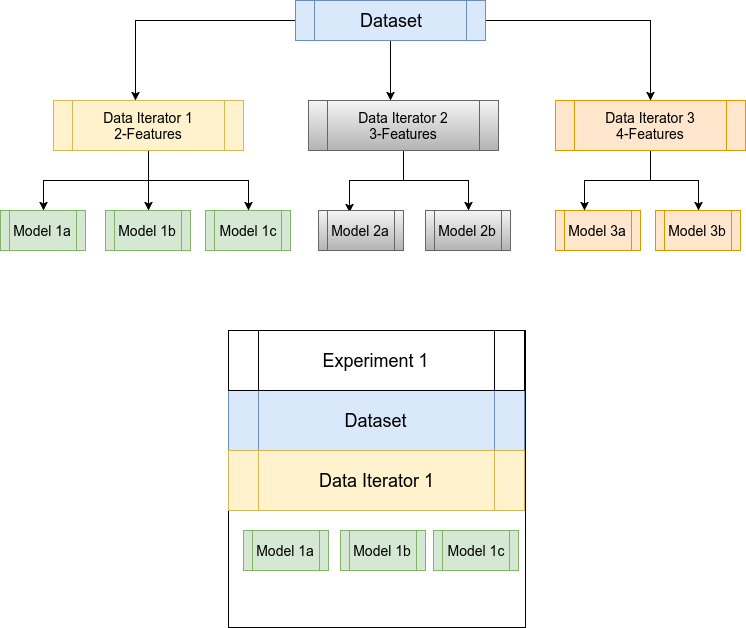 Dataset
Data Iterator 1
2-Features
Data Iterator 2
3-Features
Data Iterator 3
4-Features
Model 1a
Model 1b
Model 1c
Model 2a
Model 2b
Model 3a
Model 3b
Experiment 1
Dataset
Data Iterator 1
Model 1a
Model 1b
Model 1c